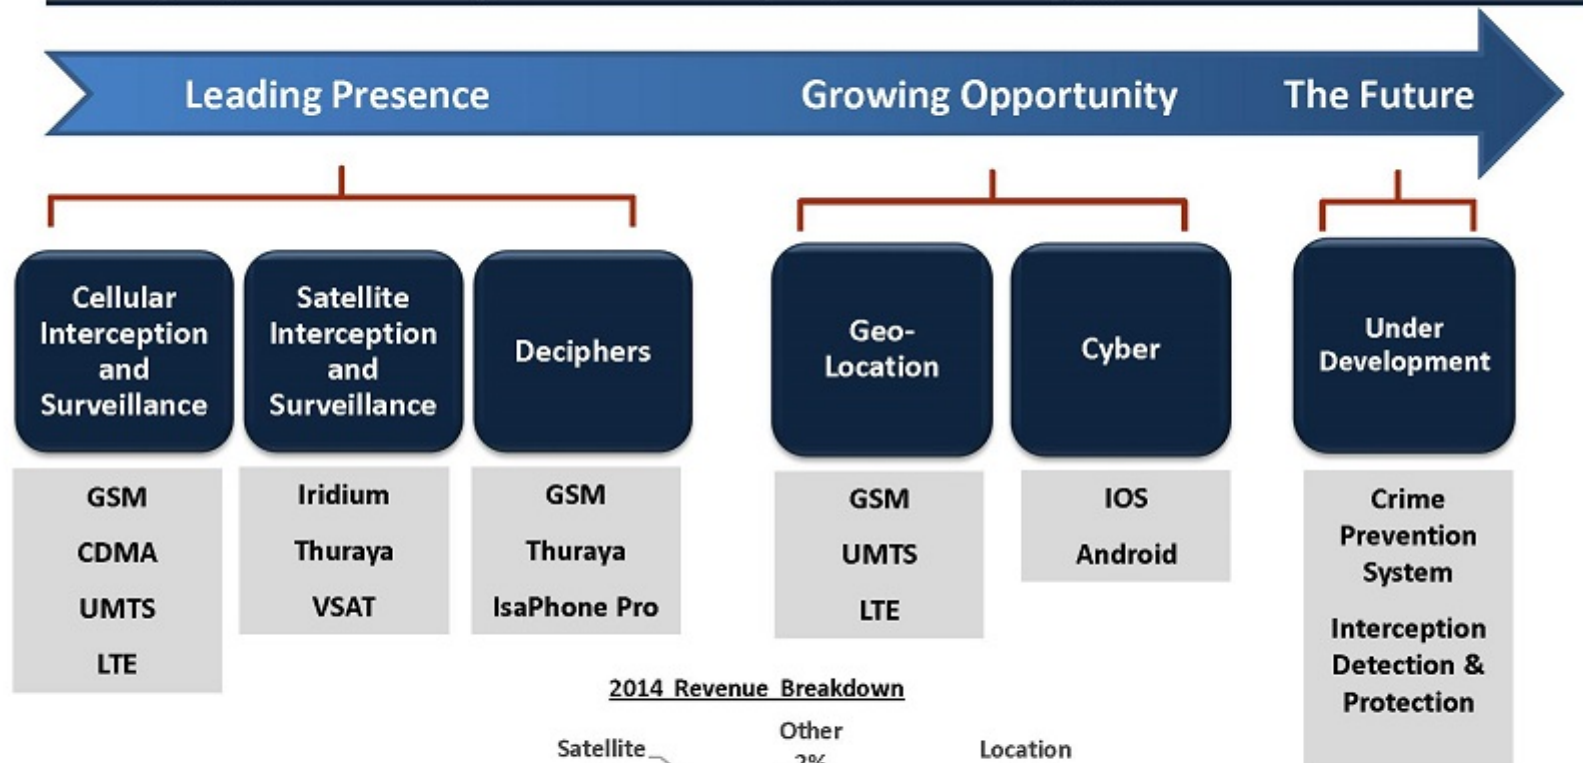 Leading Presence
Growing Opportunity
The Future
Cellular
Interception
and
Surveillance
Satellite
Interception
and
Surveillance
Deciphers
Geo-
Location
Cyber
Under
Development
GSM
CDMA
UMTS
LTE
Iridium
Thuraya
VSAT
GSM
Thuraya
IsaPhone Pro
GSM
UMTS
LTE
IOS
Android
Crime
Prevention
System
Interception
Detection &
Protection
2014 Revenue Breakdown
Other
Satellite
Location